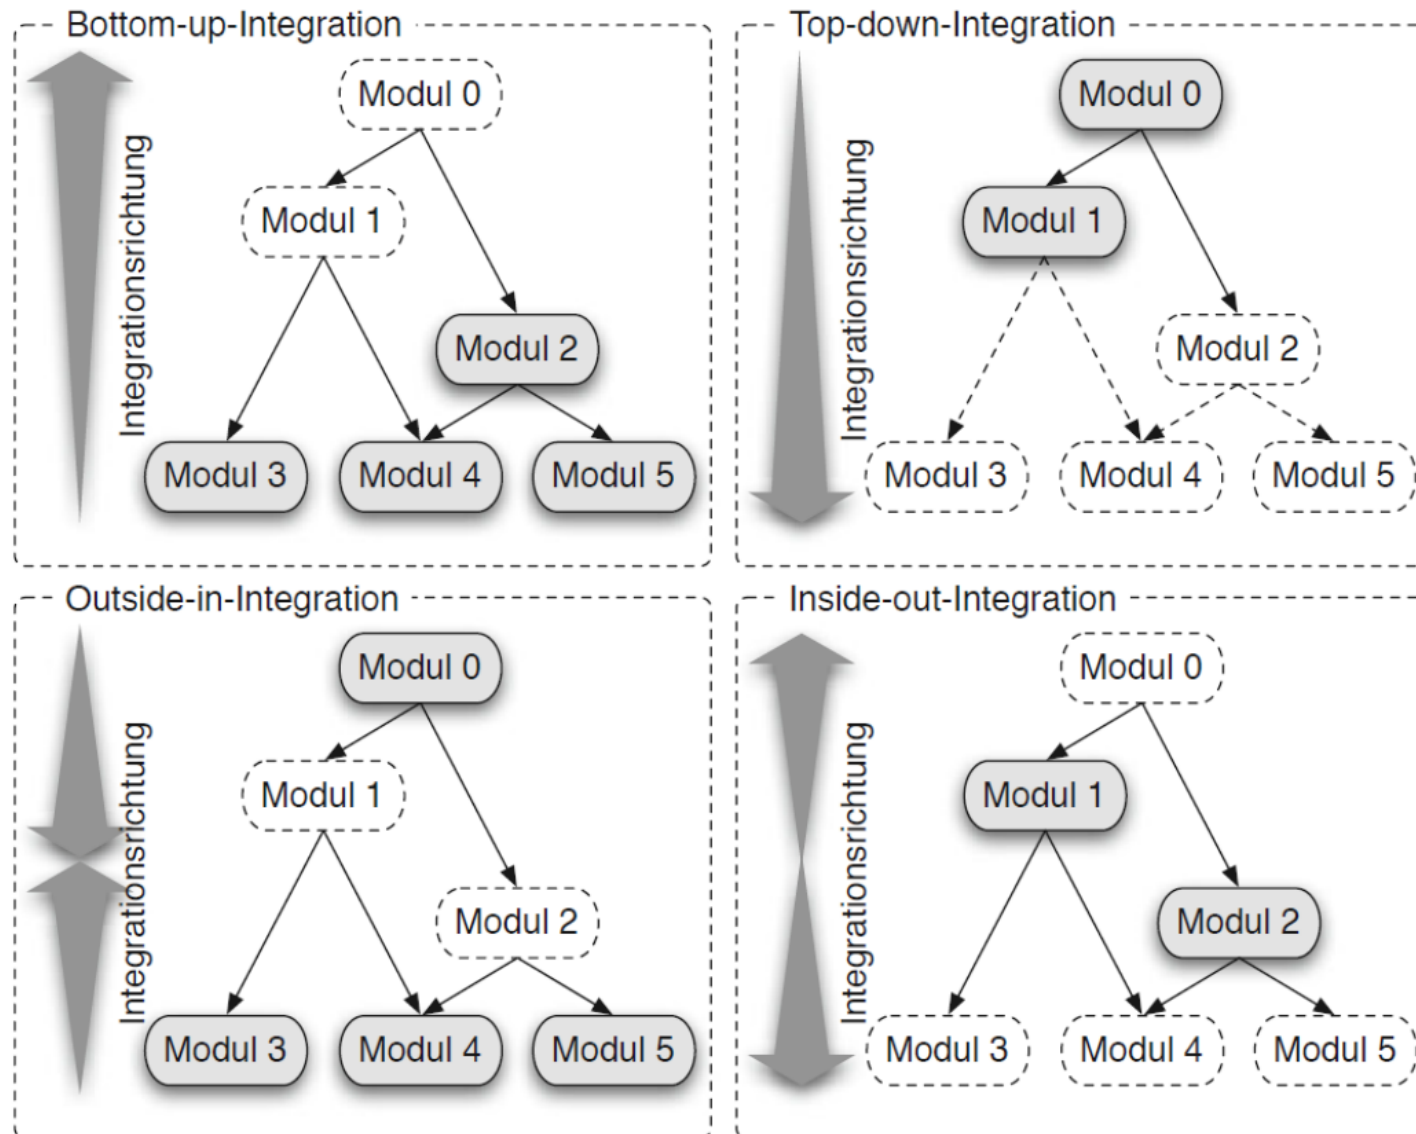 Bottom-up-Integration
Integrationsrichtung
Modul 0
Modul 1
Modul 2
Modul 3
Modul 4
Modul 5
Top-down-Integration
Integrationsrichtung
Modul 0
Modul 1
Modul 2
Modul 3
Modul 4
Modul 5
Outside-in-Integration
Integrationsrichtung
Modul 0
Modul 1
Modul 2
Modul 3
Modul 4
Modul 5
Inside-out-Integration
Integrationsrichtung
Modul 0
Modul 1
Modul 2
Modul 3
Modul 4
Modul 5